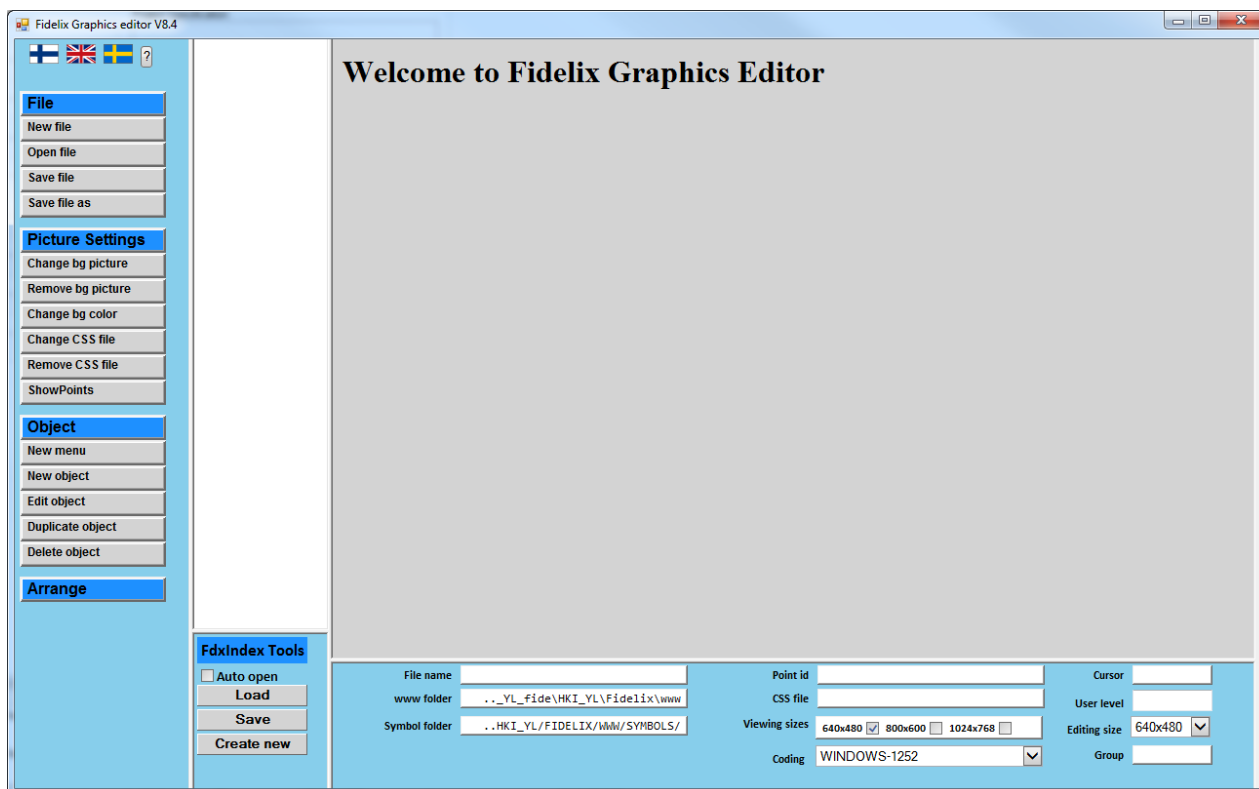 Fidelix Graphics editor V8.4
?
File
New file
Open file
Save file
Save file as
Picture Settings
Change bg picture
Remove bg picture
Change bg color
Change CSS file
Remove CSS file
ShowPoints
Object
New menu
New object
Edit object
Duplicate object
Delete object
Arrange
FdxIndex Tools
Auto open
Load
Save
Create new
Welcome to Fidelix Graphics Editor
File name
www folder .._YL_fide\HKI_YL\Fidelix\www
Symbol folder ..HKI_YL/FIDELIX/WWW/SYMBOLS/
Point id
CSS file
Viewing sizes 640x480 800x600 1024x768
Coding WINDOWS-1252
Cursor
User level
Editing size 640x480
Group